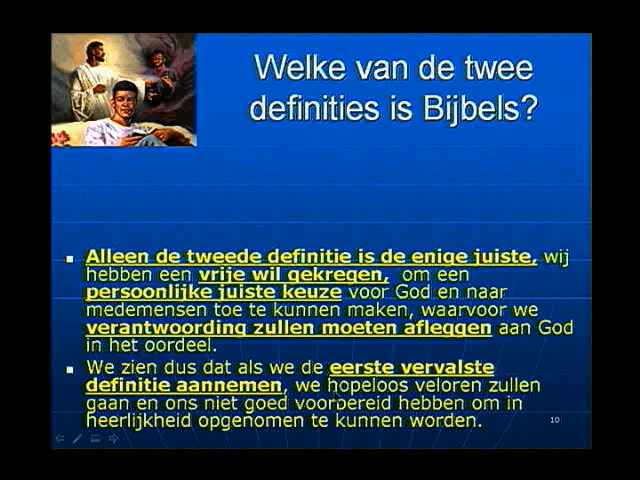 Welke van de twee
definities is Bijbels?
Alleen de tweede definitie is de enige juiste, wij
hebben een vrije wil gekregen, om een
persoonlijke juiste keuze voor God en naar
medemensen toe te kunnen maken, waarvoor we
verantwoording zullen moeten afleggen aan God
in het oordeel.
We zien dus dat als we de eerste vervalste
definitie aannemen, we hopeloos veloren zullen
gaan en ons niet goed voorbereid hebben om in
heerlijkheid opgenomen te kunnen worden.
10